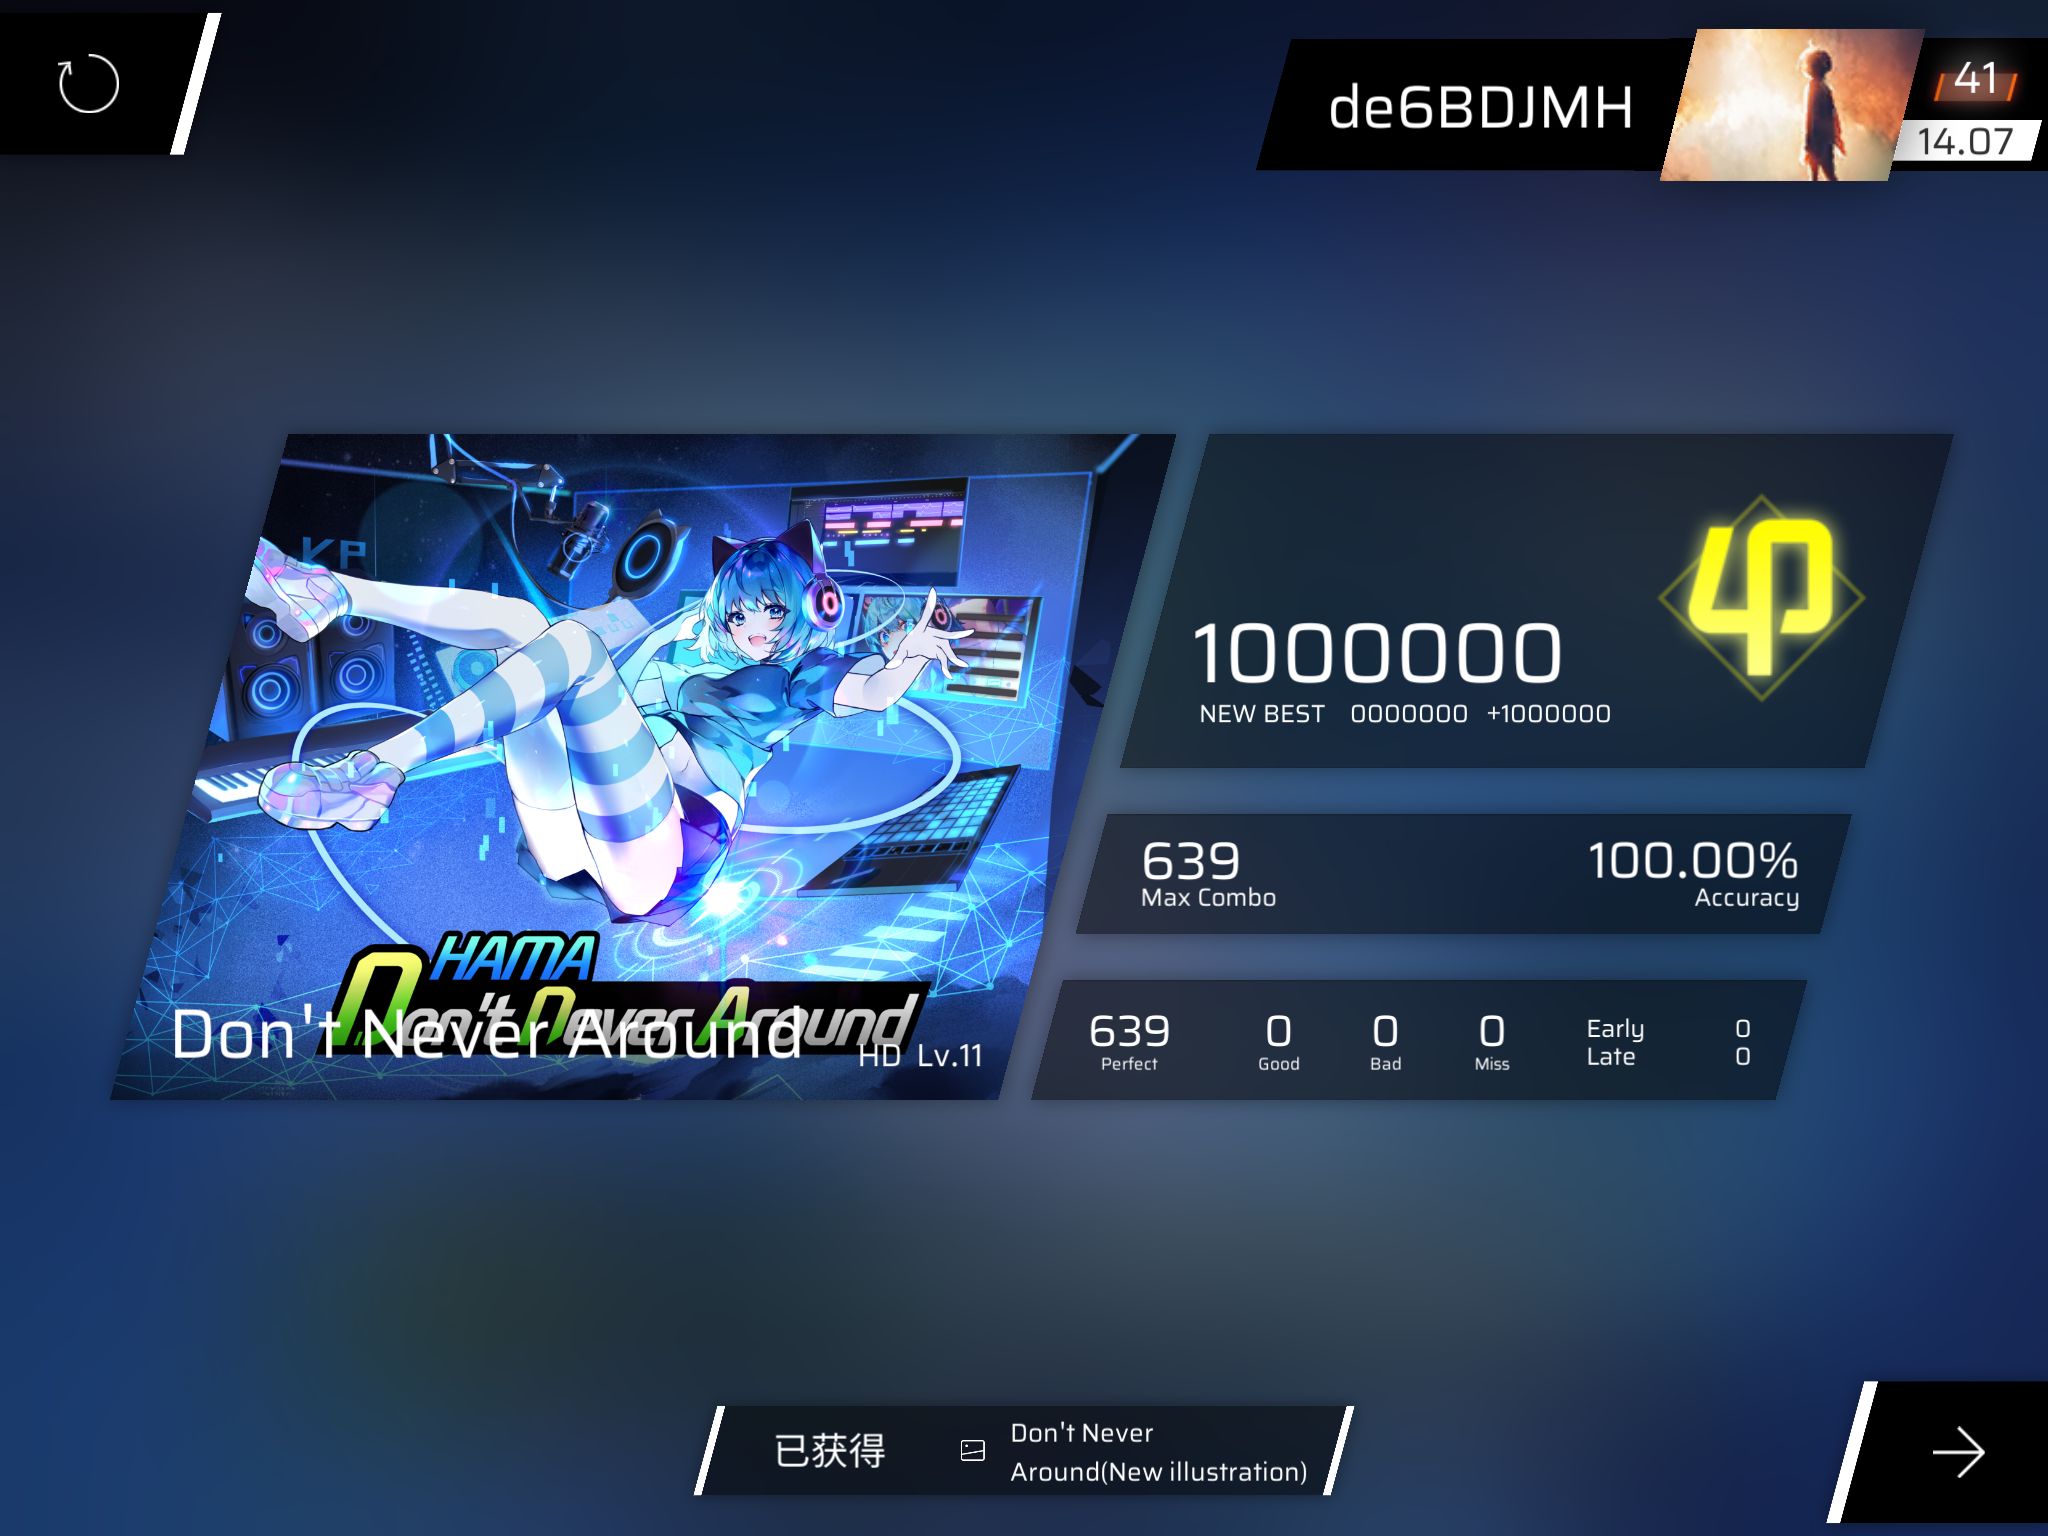 de6BDJMH
41
14.07
KP
HAMA
Don't Never Around
Don't Never Around
HD Lv.11
1000000
NEW BEST 0000000 +1000000
639
Max Combo
100.00%
Accuracy
639
Perfect
0
Good
0
Bad
0
Miss
Early 0
Late 0
已获得
Don't Never
Around(New illustration)